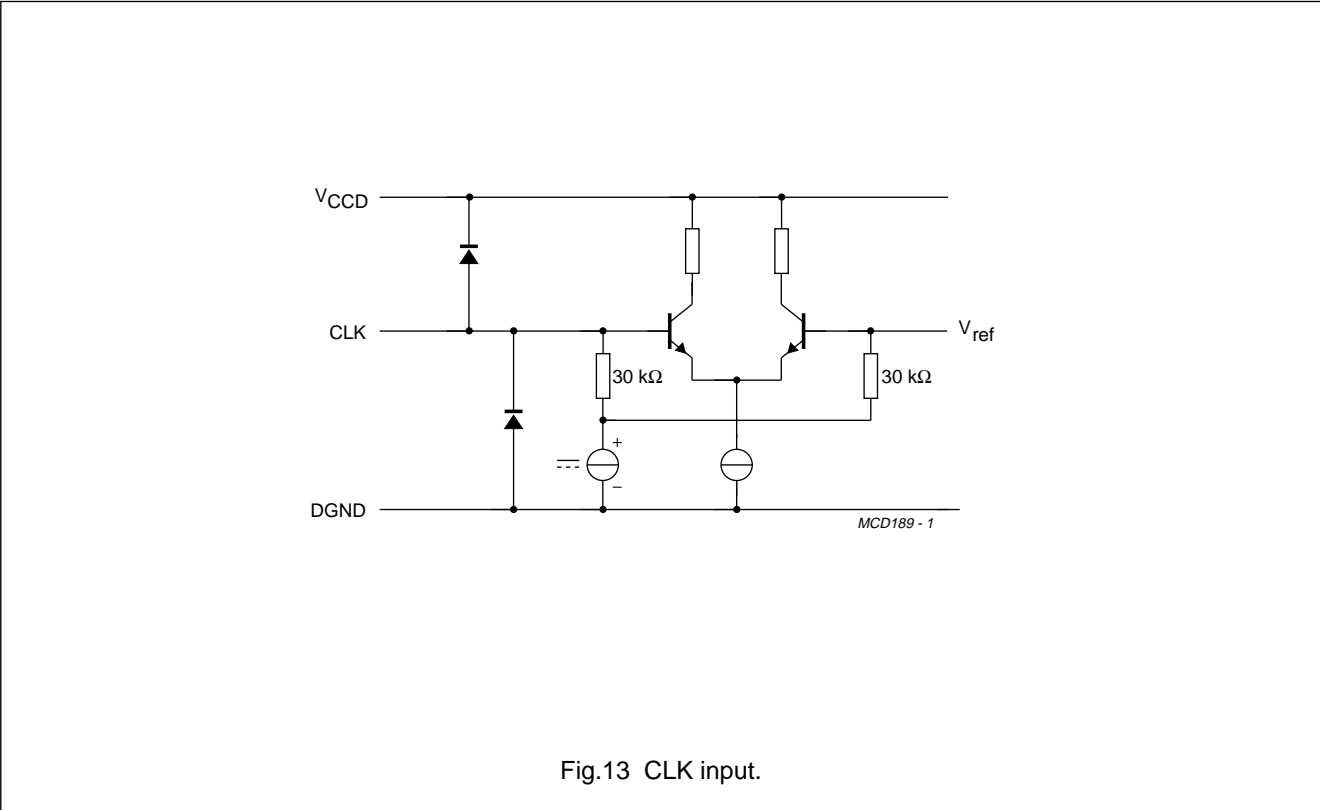 VCCD
CLK
Vref
30 kΩ
30 kΩ
+
−
DGND
MCD189 - 1
Fig.13 CLK input.